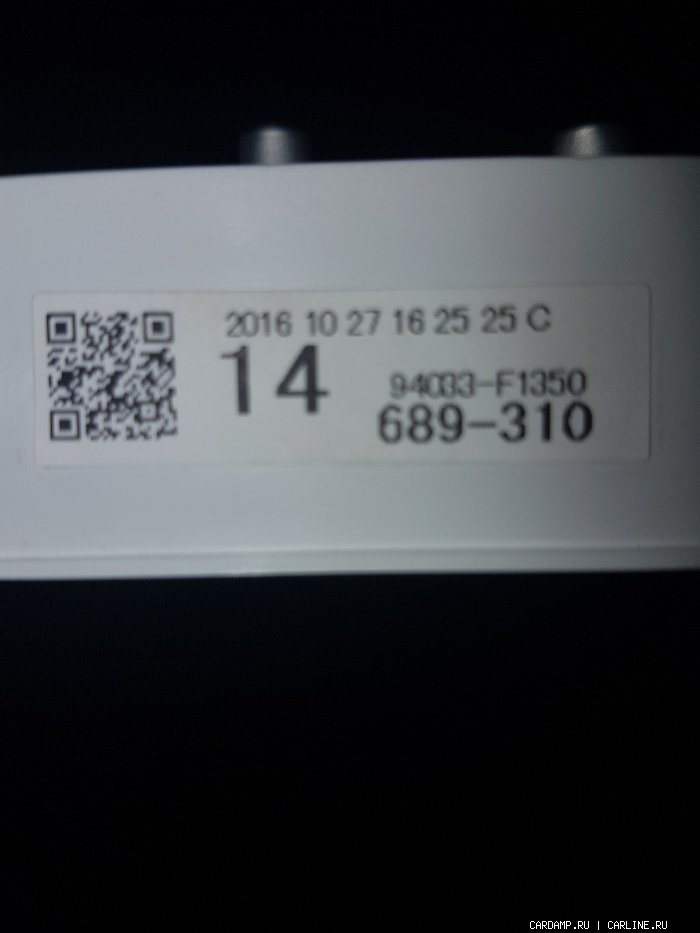 2016 10 27 16 25 25 C
14
94033-F1350
689-310
CARDAMP.RU | CARLINE.RU